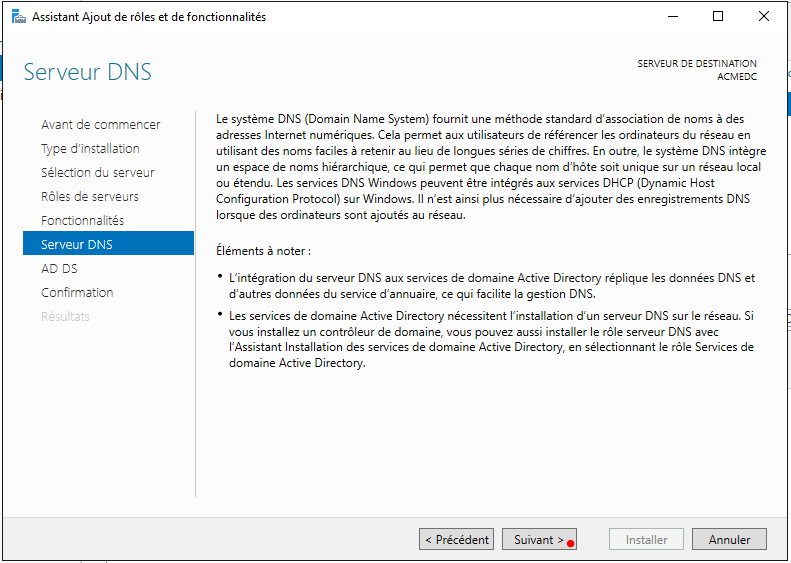 Assistant Ajout de rôles et de fonctionnalités
Serveur DNS
SERVEUR DE DESTINATION
ACMEDC
Avant de commencer
Type d'installation
Sélection du serveur
Rôles de serveurs
Fonctionnalités
Serveur DNS
AD DS
Confirmation
Résultats
Le système DNS (Domain Name System) fournit une méthode standard d'association de noms à des
adresses Internet numériques. Cela permet aux utilisateurs de référencer les ordinateurs du réseau en
utilisant des noms faciles à retenir au lieu de longues séries de chiffres. En outre, le système DNS intègre
un espace de noms hiérarchique, ce qui permet que chaque nom d'hôte soit unique sur un réseau local
ou étendu. Les services DNS Windows peuvent être intégrés aux services DHCP (Dynamic Host
Configuration Protocol) sur Windows. Il n'est ainsi plus nécessaire d'ajouter des enregistrements DNS
lorsque des ordinateurs sont ajoutés au réseau.
Éléments à noter :
• L'intégration du serveur DNS aux services de domaine Active Directory réplique les données DNS et
d'autres données du service d'annuaire, ce qui facilite la gestion DNS.
• Les services de domaine Active Directory nécessitent l'installation d'un serveur DNS sur le réseau. Si
vous installez un contrôleur de domaine, vous pouvez aussi installer le rôle serveur DNS avec
l'Assistant Installation des services de domaine Active Directory, en sélectionnant le rôle Services de
domaine Active Directory.
< Précédent
Suivant >
Installer
Annuler